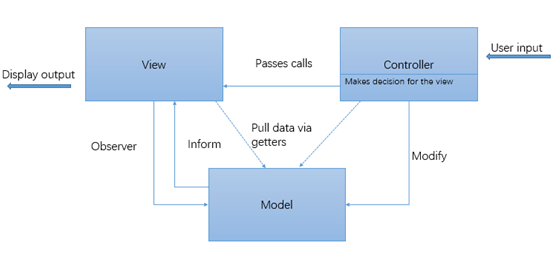 User input
View
Passes calls
Controller
Display output
Makes decision for the view
Observer
Inform
Pull data via
getters
Modify
Model